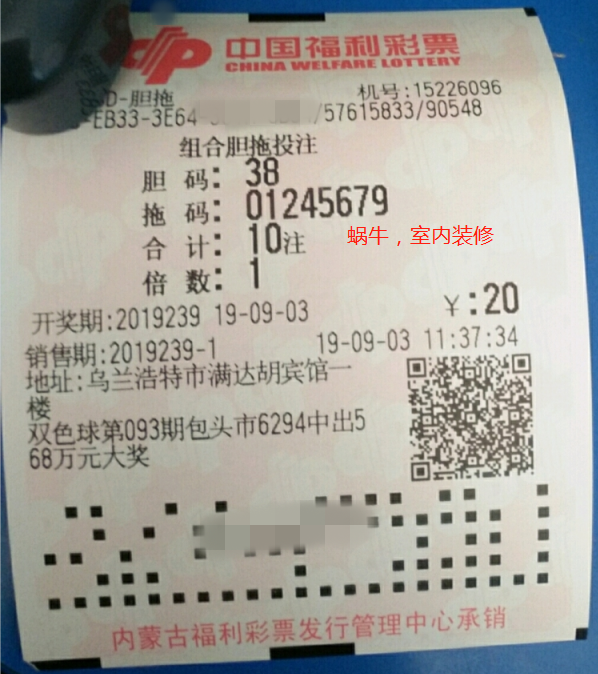 中国福利彩票
CHINA WELFARE LOTTERY
D-胆拖 机号:15226096
-EB33-3E64- /57615833/90548
组合胆拖投注
胆 码: 38
拖 码: 01245679
合 计: 10注
蜗牛，室内装修
倍 数: 1
¥:20
开奖期:2019239 19-09-03
销售期:2019239-1 19-09-03 11:37:34
地址:乌兰浩特市满达胡宾馆一
楼
双色球第093期包头市6294中出5
68万元大奖
内蒙古福利彩票发行管理中心承销